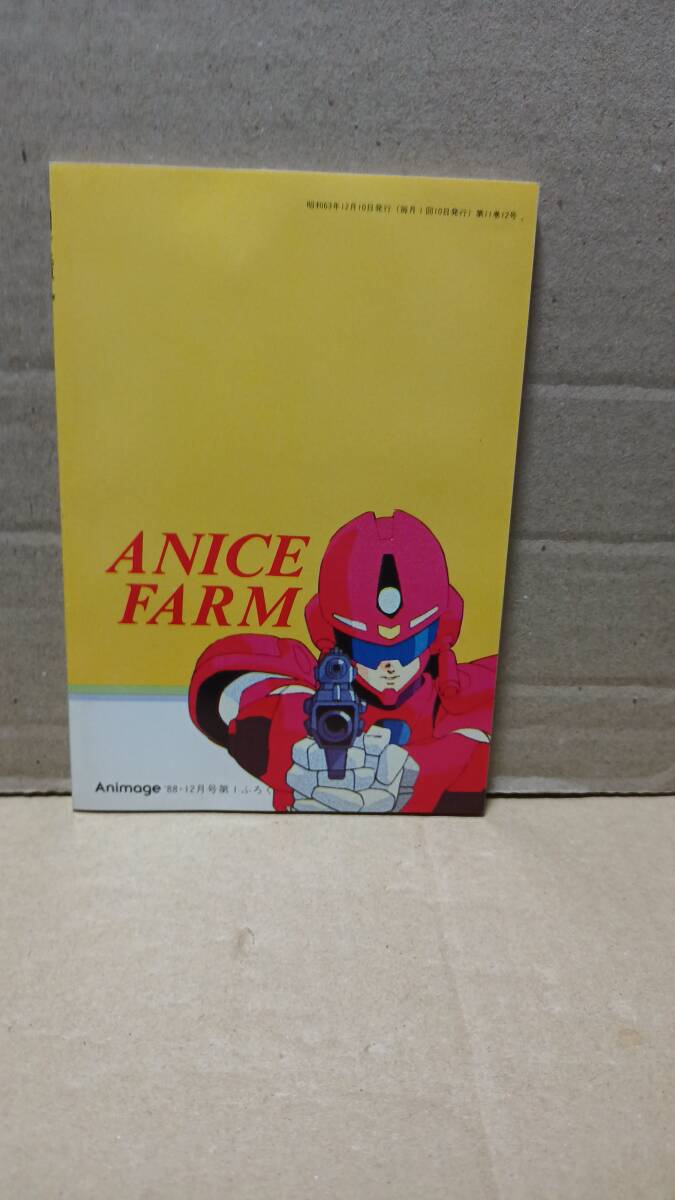 昭和63年12月10日発行（毎月1回10日発行）第11巻12号
ANICE
FARM
Animage '88・12月号第1ふろく